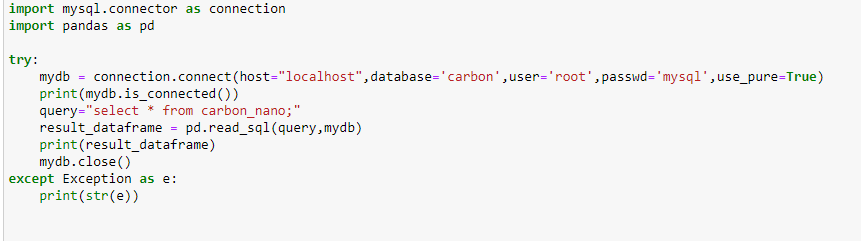 import mysql.connector as connection
import pandas as pd
try:
    mydb = connection.connect(host="localhost",database='carbon',user='root',passwd='mysql',use_pure=True)
    print(mydb.is_connected())
    query="select * from carbon_nano;"
    result_dataframe = pd.read_sql(query,mydb)
    print(result_dataframe)
    mydb.close()
except Exception as e:
    print(str(e))